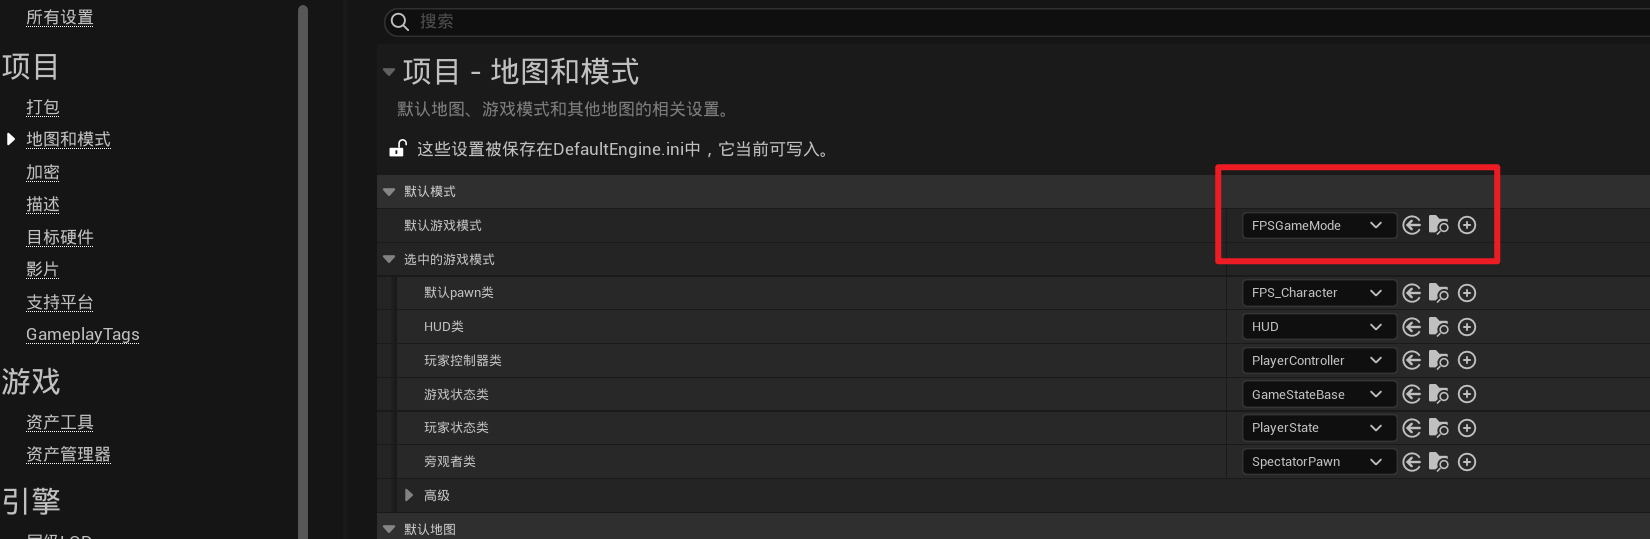 所有设置
项目
打包
地图和模式
加密
描述
目标硬件
影片
支持平台
GameplayTags
游戏
资产工具
资产管理器
引擎
搜索
项目 - 地图和模式
默认地图、游戏模式和其他地图的相关设置。
这些设置被保存在DefaultEngine.ini中，它当前可写入。
默认模式
默认游戏模式 FPSGameMode
选中的游戏模式
默认pawn类 FPS_Character
HUD类 HUD
玩家控制器类 PlayerController
游戏状态类 GameStateBase
玩家状态类 PlayerState
旁观者类 SpectatorPawn
高级
默认地图